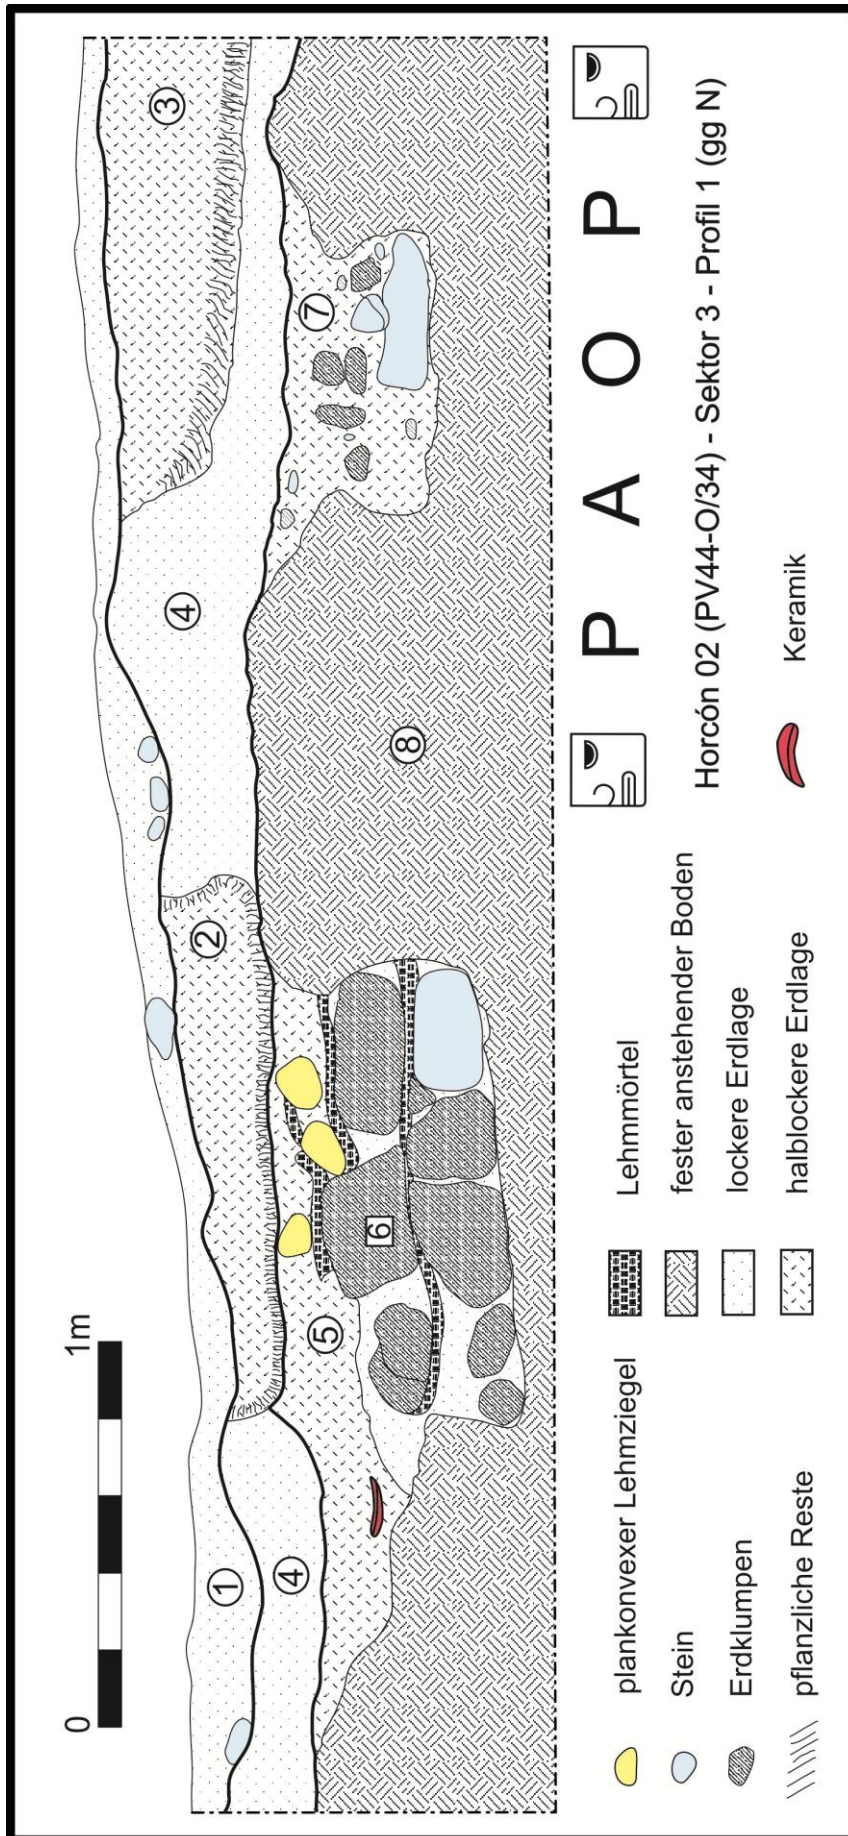 0 1m
1
2
3
4
4
5
6
7
8
P A O P
Horcón 02 (PV44-O/34) - Sektor 3 - Profil 1 (gg N)
plankonvexer Lehmziegel
Stein
Erdklumpen
pflanzliche Reste
Lehmmörtel
fester anstehender Boden
lockere Erdlage
halblockere Erdlage
Keramik